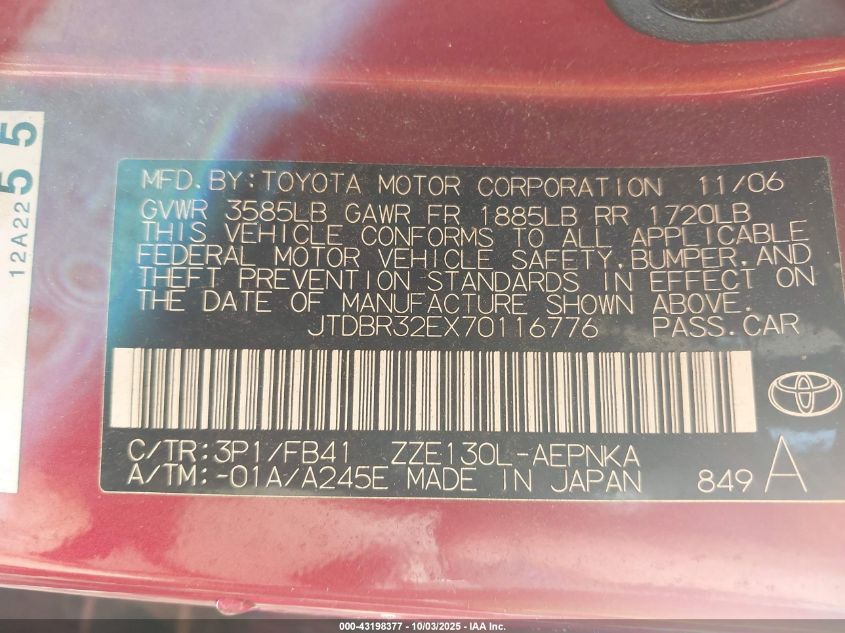 12A22 55
MFD. BY: TOYOTA MOTOR CORPORATION 11/06
GVWR 3585LB GAWR FR 1885LB RR 1720LB
THIS VEHICLE CONFORMS TO ALL APPLICABLE
FEDERAL MOTOR VEHICLE SAFETY, BUMPER, AND
THEFT PREVENTION STANDARDS IN EFFECT ON
THE DATE OF MANUFACTURE SHOWN ABOVE.
JTDBR32EX70116776 PASS. CAR
C/TR: 3P1/FB41 ZZE130L-AEPNKA
A/TM: -01A/A245E MADE IN JAPAN 849 A
000-43198377 - 10/03/2025 - IAA Inc.